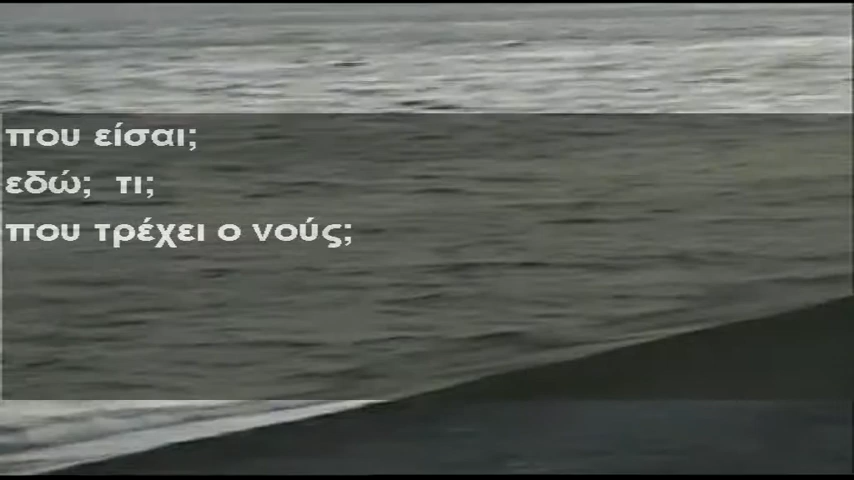 που είσαι;
εδώ; τι;
που τρέχει ο νούς;